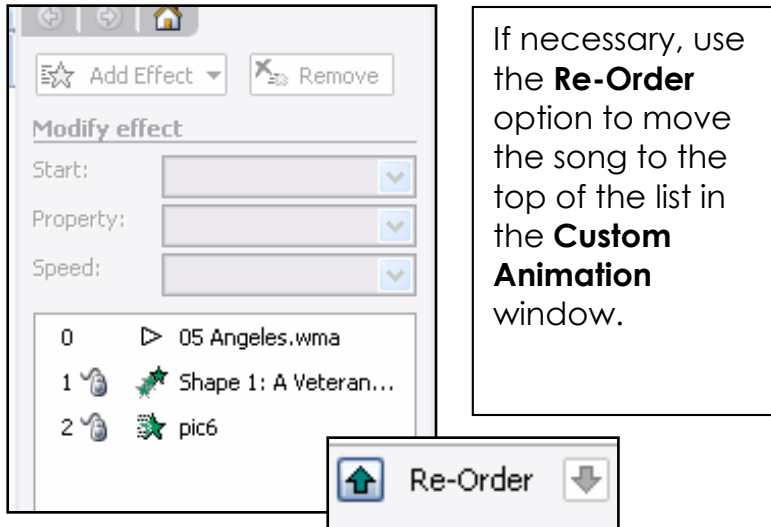 Add Effect
Remove
Modify effect
Start:
Property:
Speed:
0 05 Angeles.wma
1 Shape 1: A Veteran...
2 pic6
Re-Order
If necessary, use
the Re-Order
option to move
the song to the
top of the list in
the Custom
Animation
window.